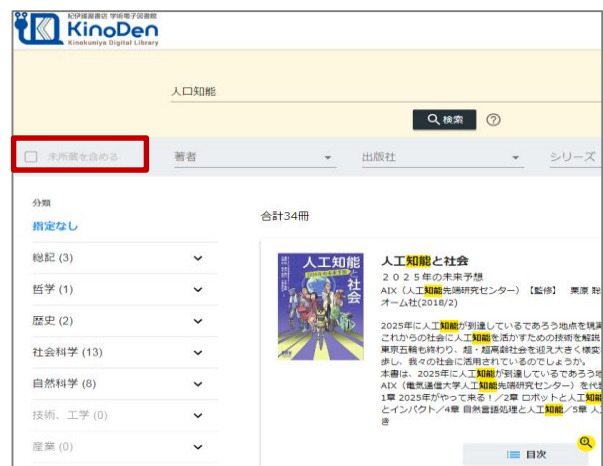 紀伊國屋書店 学術電子図書館
KinoDen
Kinokuniya Digital Library
人口知能
検索 ?
未所蔵を含める 著者 出版社 シリーズ
分類
指定なし
総記 (3)
哲学 (1)
歴史 (2)
社会科学 (13)
自然科学 (8)
技術、工学 (0)
産業 (0)
合計34冊
人工知能と社会
人工知能と社会
２０２５年の未来予想
AIX（人工知能先端研究センター）【監修】 栗原
オーム社(2018/2)
2025年に人工知能が到達しているであろう地点を現実
これからの社会に人工知能を活かすための技術を解説
東京五輪も終わり、超・超高齢社会を迎え大きく様変
歩し、我々の社会に活用されているのでしょうか。
本書は、2025年に人工知能が到達しているであろう地
AIX（電気通信大学人工知能先端研究センター）を代
1章 2025年がやって来る！／2章 ロボットと人工知能
とインパクト／4章 自然言語処理と人工知能／5章 人
き
目次